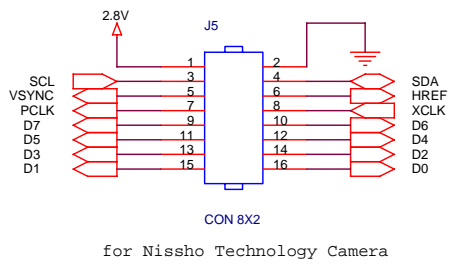 2.8V
J5
1 2
SCL 3 4 SDA
VSYNC 5 6 HREF
PCLK 7 8 XCLK
D7 9 10 D6
D5 11 12 D4
D3 13 14 D2
D1 15 16 D0
CON 8X2
for Nissho Technology Camera